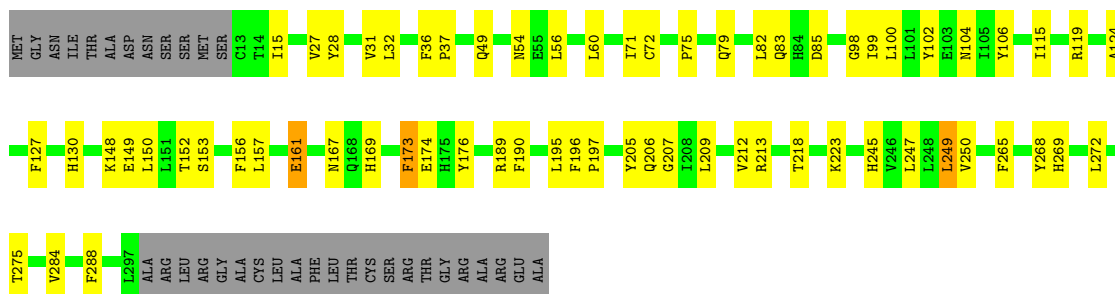 MET GLY ASN ILE THR ALA ASP ASN SER SER MET SER C13 T14 I15 V27 Y28 V31 L32 F36 P37 Q49 N54 E55 L56 L60 I71 C72 P75 Q79 L82 Q83 H84 D85 G98 I99 L100 L101 Y102 E103 N104 I105 Y106 I115 R119 A124
F127 H130 K148 E149 L150 L151 T152 S153 F156 L157 E161 N167 Q168 H169 F173 E174 H175 Y176 R189 F190 L195 F196 P197 Y205 Q206 G207 I208 L209 V212 R213 T218 K223 H245 V246 L247 L248 L249 V250 F265 Y268 H269 L272
T275 V284 F288 L297 ALA ARG LEU ARG GLY ALA CYS LEU ALA PHE LEU THR CYS SER ARG THR GLY ARG ALA ARG GLU ALA